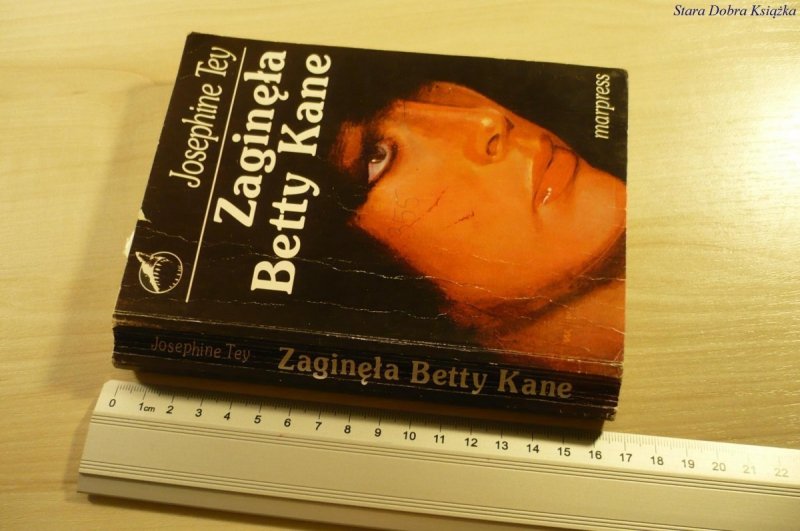 Stara Dobra Książka
Josephine Tey
Zaginęła
Betty Kane
marpress
355
Josephine Tey
Zaginęła Betty Kane
0 1cm 2 3 4 5 6 7 8 9 10 11 12 13 14 15 16 17 18 19 20 21 22